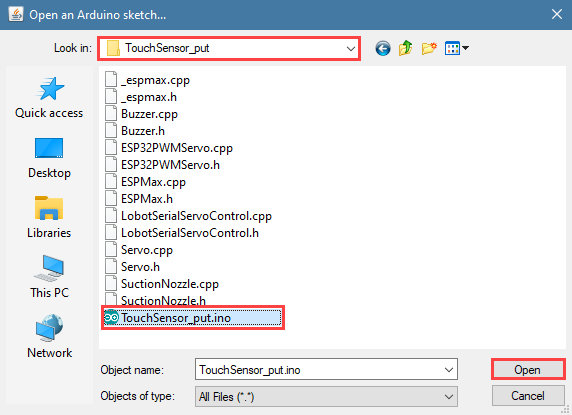 Open an Arduino sketch...
Look in:
TouchSensor_put
Quick access
Desktop
Libraries
This PC
Network
_espmax.cpp
_espmax.h
Buzzer.cpp
Buzzer.h
ESP32PWMServo.cpp
ESP32PWMServo.h
ESPMax.cpp
ESPMax.h
LobotSerialServoControl.cpp
LobotSerialServoControl.h
Servo.cpp
Servo.h
SuctionNozzle.cpp
SuctionNozzle.h
TouchSensor_put.ino
Object name:
TouchSensor_put.ino
Open
Objects of type:
All Files (*.*)
Cancel